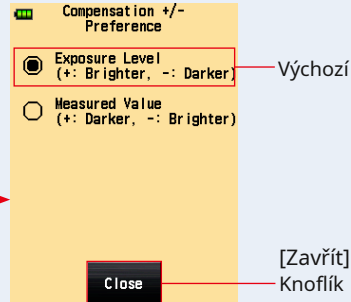 Compensation +/-
Preference
Exposure Level
(+: Brighter, -: Darker)
Výchozí
Measured Value
(+: Darker, -: Brighter)
[Zavřít]
Close
Knoflík